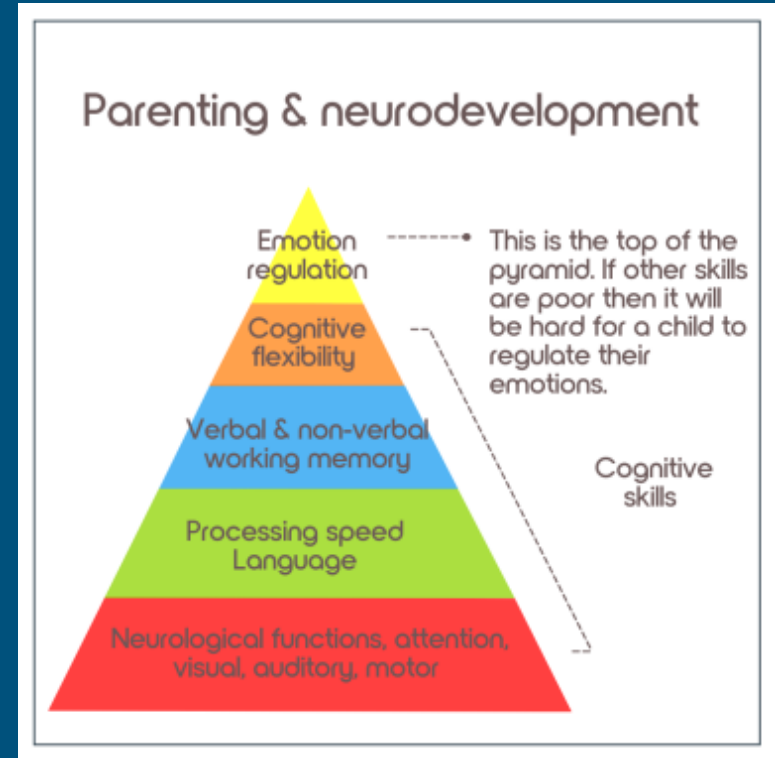 Parenting & neurodevelopment
Emotion
regulation
This is the top of the
pyramid. If other skills
are poor then it will
be hard for a child to
regulate their
emotions.
Cognitive
flexibility
Verbal & non-verbal
working memory
Cognitive
skills
Processing speed
Language
Neurological functions, attention,
visual, auditory, motor